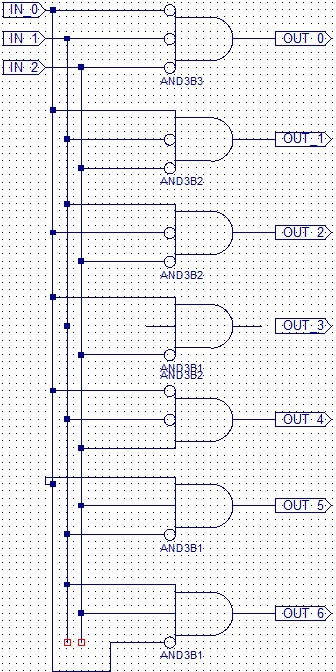 IN_0
IN_1
OUT_0
IN_2
AND3B3
OUT_1
AND3B2
OUT_2
AND3B2
OUT_3
AND3B1
AND3B2
OUT_4
OUT_5
AND3B1
OUT_6
AND3B1